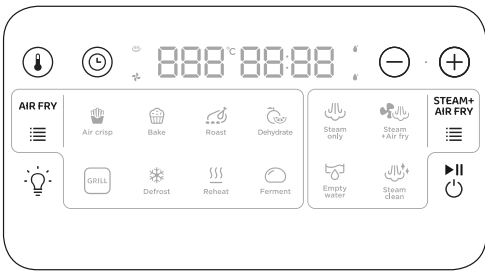 888°C 88:88
AIR FRY
Air crisp
Bake
Roast
Dehydrate
Steam
only
Steam
+Air fry
STEAM+
AIR FRY
GRILL
Defrost
Reheat
Ferment
Empty
water
Steam
clean